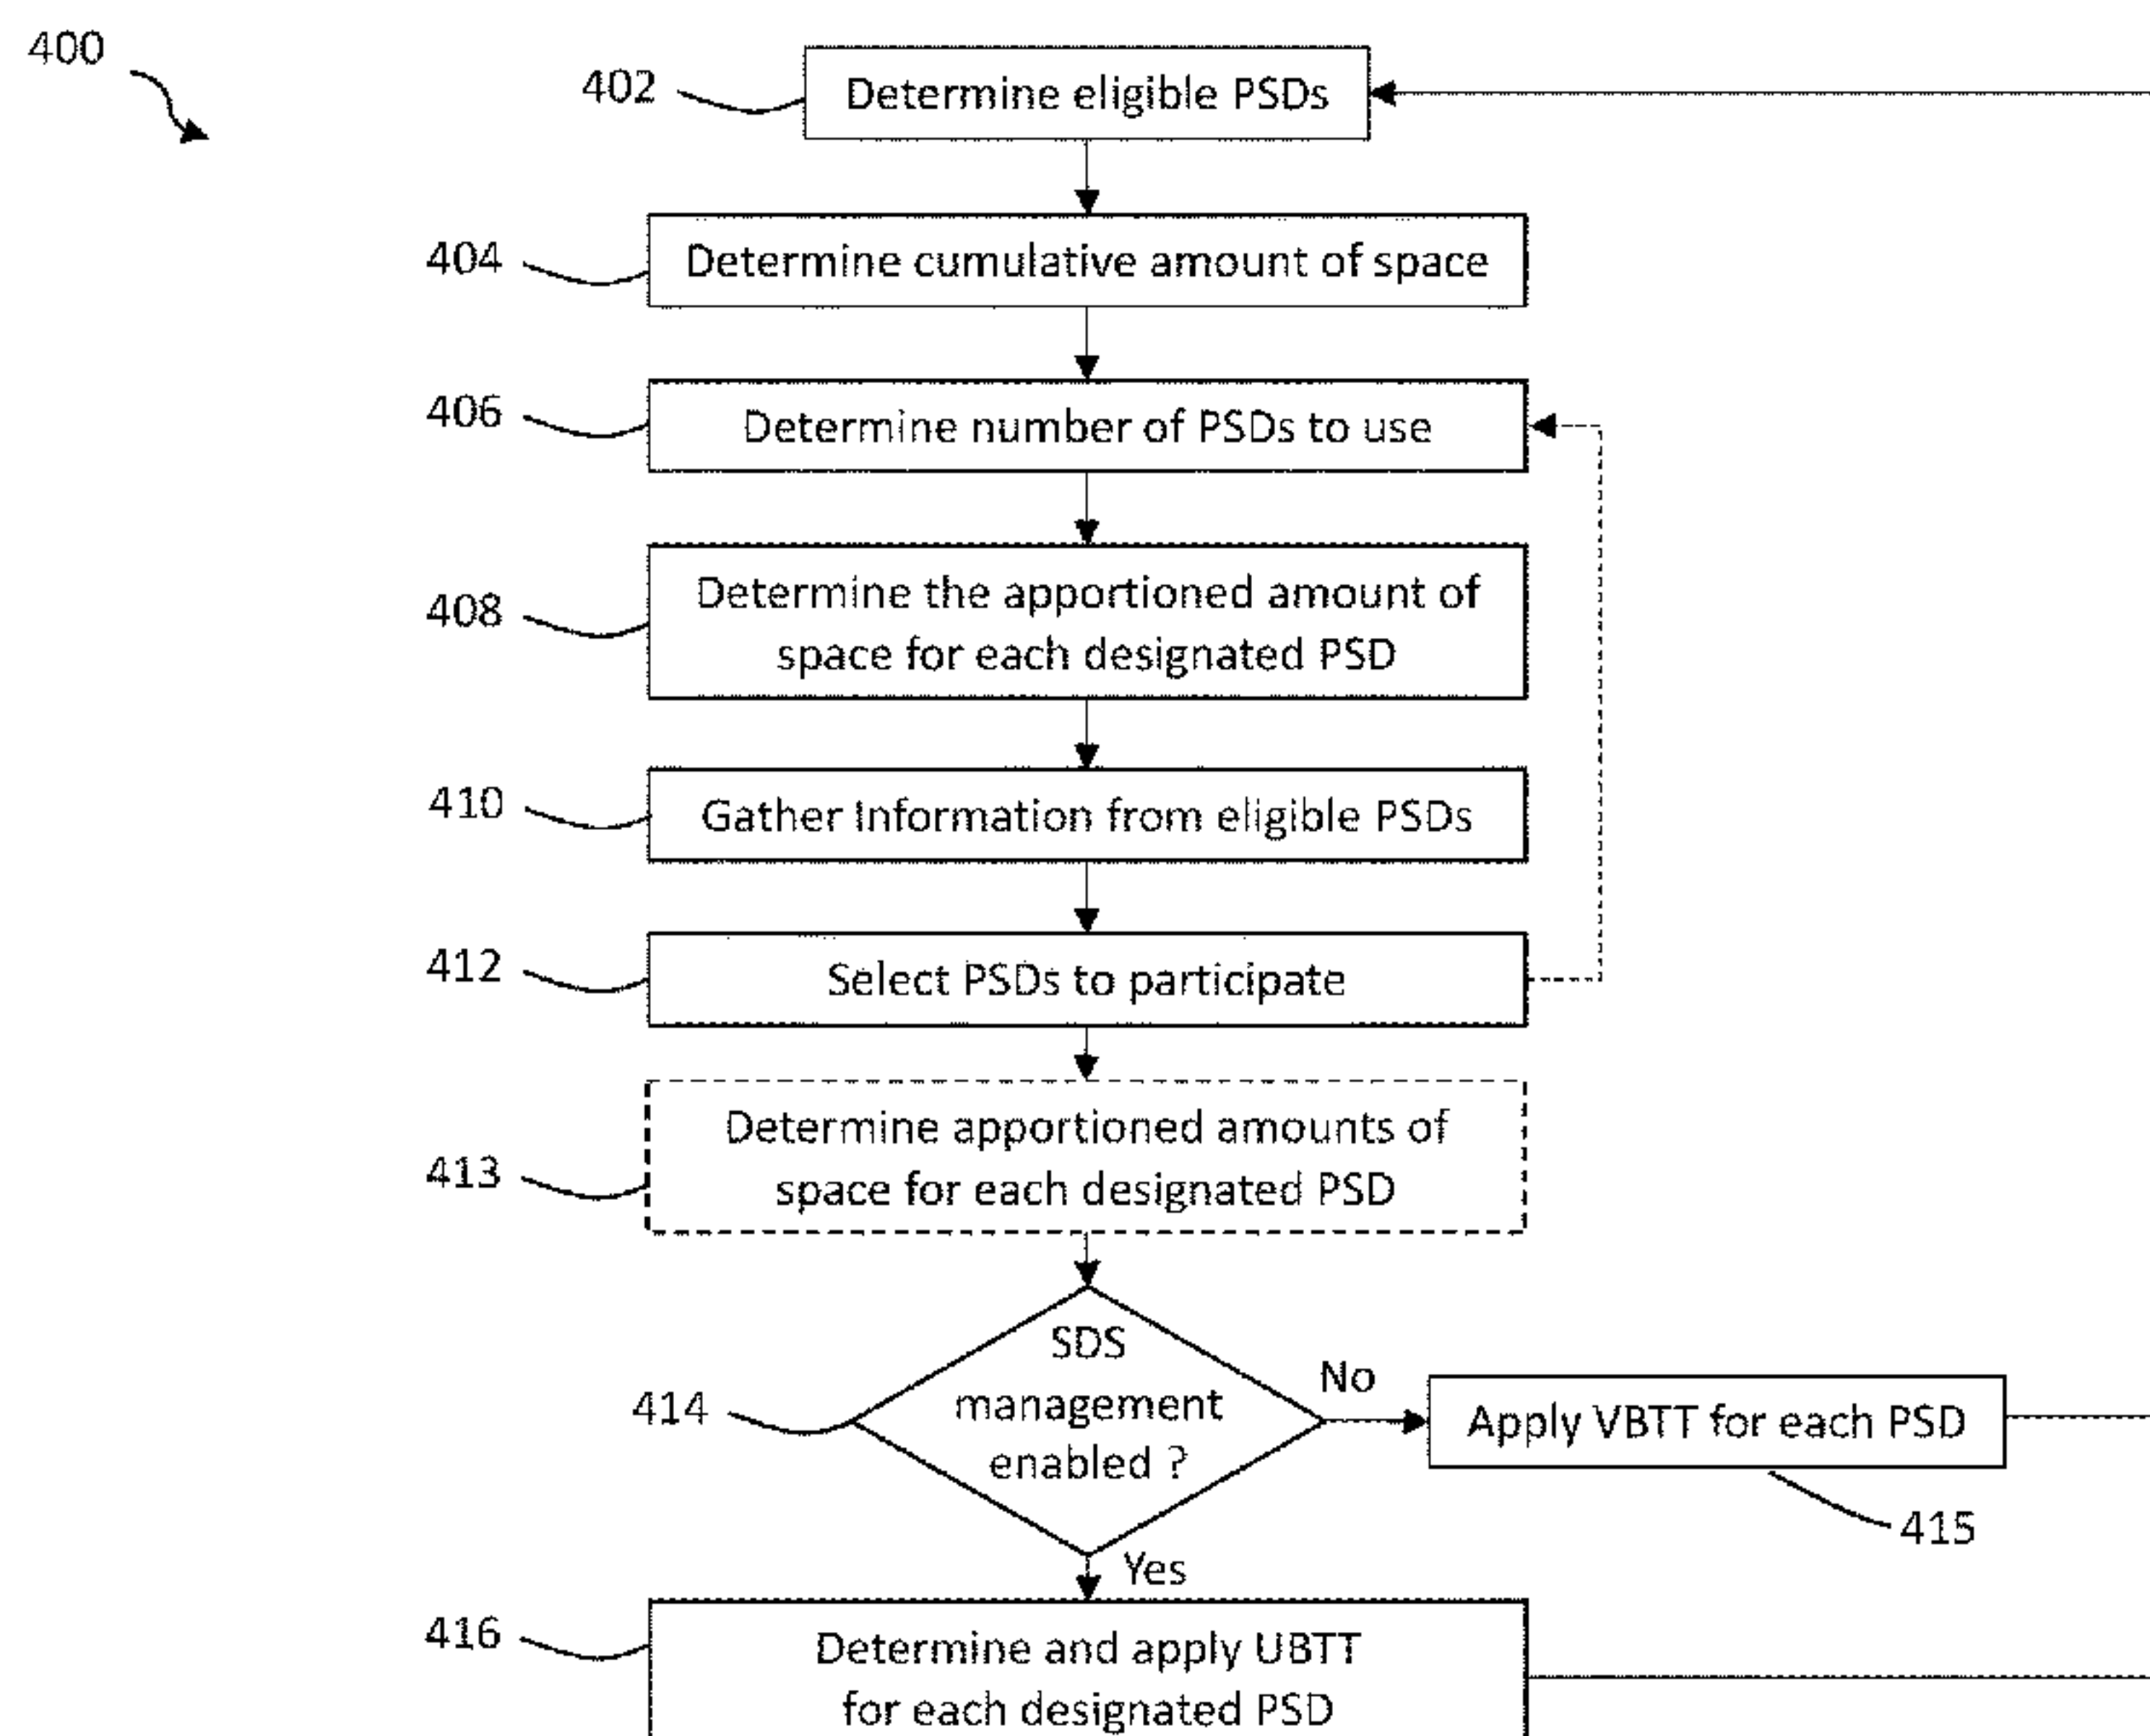 400
402
Determine eligible PSDs
404
Determine cumulative amount of space
406
Determine number of PSDs to use
408
Determine the apportioned amount of
space for each designated PSD
410
Gather Information from eligible PSDs
412
Select PSDs to participate
413
Determine apportioned amounts of
space for each designated PSD
414
SDS
management
enabled ?
No
Apply VBTT for each PSD
415
Yes
416
Determine and apply UBTT
for each designated PSD